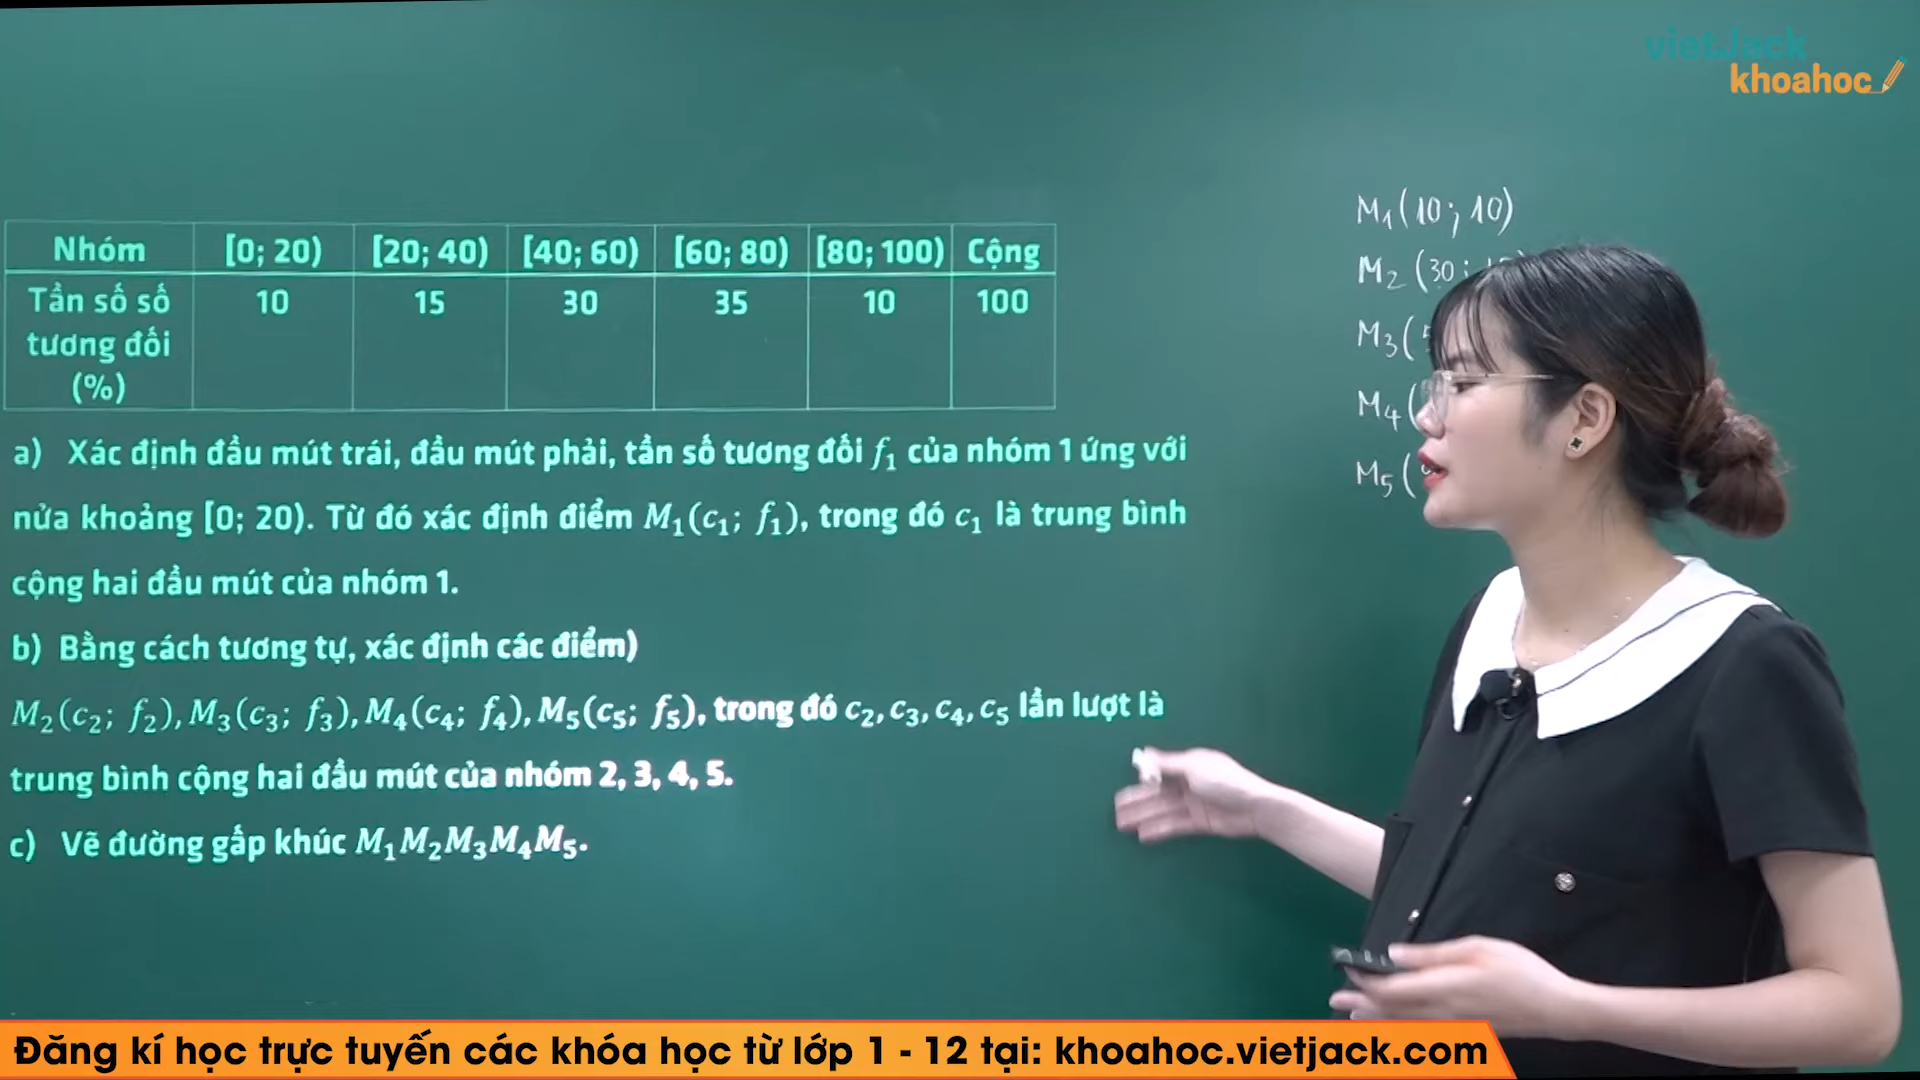 vietJack
khoahoc
Nhóm [0; 20) [20; 40) [40; 60) [60; 80) [80; 100) Cộng
Tần số số 10 15 30 35 10 100
tương đối
(%)
a) Xác định đầu mút trái, đầu mút phải, tần số tương đối f₁ của nhóm 1 ứng với
nửa khoảng [0; 20). Từ đó xác định điểm M₁(c₁; f₁), trong đó c₁ là trung bình
cộng hai đầu mút của nhóm 1.
b) Bằng cách tương tự, xác định các điểm)
M₂(c₂; f₂), M₃(c₃; f₃), M₄(c₄; f₄), M₅(c₅; f₅), trong đó c₂, c₃, c₄, c₅ lần lượt là
trung bình cộng hai đầu mút của nhóm 2, 3, 4, 5.
c) Vẽ đường gấp khúc M₁M₂M₃M₄M₅.
M₁(10; 10)
M₂ (30;
M₃(
M₄(
M₅(
Đăng kí học trực tuyến các khóa học từ lớp 1 - 12 tại: khoahoc.vietjack.com